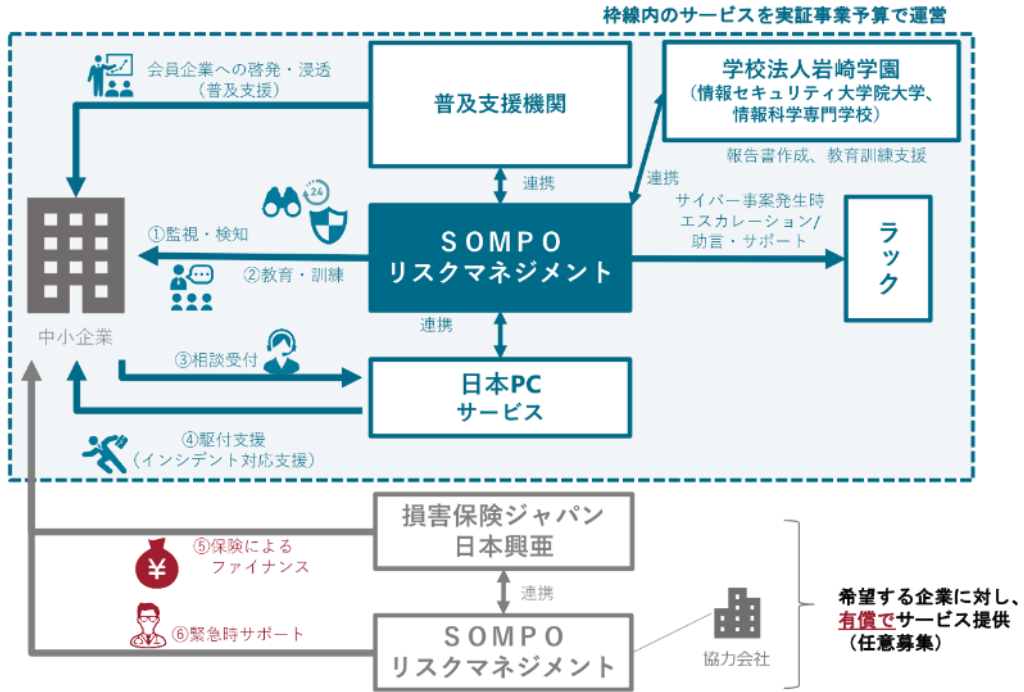 枠線内のサービスを実証事業予算で運営
会員企業への啓発・浸透
（普及支援）
普及支援機関
学校法人岩崎学園
（情報セキュリティ大学院大学、
情報科学専門学校）
報告書作成、教育訓練支援
連携
連携
24
①監視・検知
②教育・訓練
SOMPO
リスクマネジメント
サイバー事案発生時
エスカレーション/
助言・サポート
ラック
中小企業
連携
③相談受付
日本PC
サービス
④駆付支援
（インシデント対応支援）
損害保険ジャパン
日本興亜
⑤保険による
ファイナンス
¥
連携
⑥緊急時サポート
SOMPO
リスクマネジメント
協力会社
希望する企業に対し、
有償でサービス提供
（任意募集）